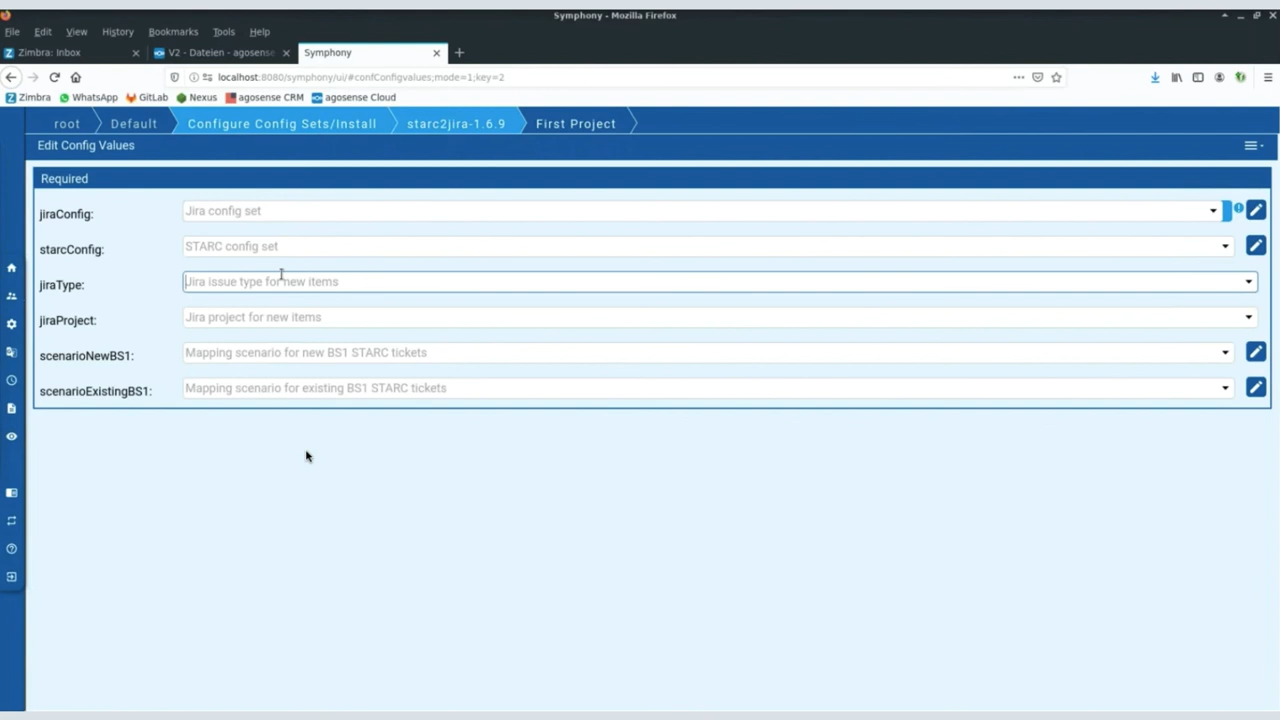 Symphony - Mozilla Firefox
File Edit View History Bookmarks Tools Help
Zimbra: Inbox V2 - Dateien - agosense Symphony
localhost:8080/symphony/ui/#confConfigvalues;mode=1;key=2
Zimbra WhatsApp GitLab Nexus agosense CRM agosense Cloud
root Default Configure Config Sets/Install starc2jira-1.6.9 First Project
Edit Config Values
Required
jiraConfig: Jira config set
starcConfig: STARC config set
jiraType: Jira issue type for new items
jiraProject: Jira project for new items
scenarioNewBS1: Mapping scenario for new BS1 STARC tickets
scenarioExistingBS1: Mapping scenario for existing BS1 STARC tickets